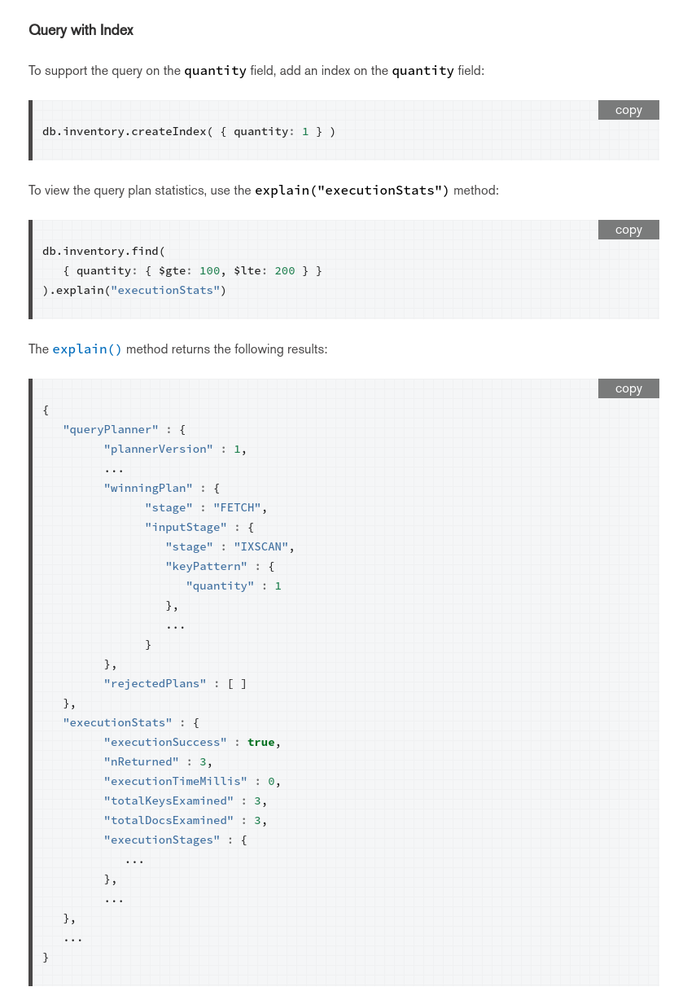 Query with Index
To support the query on the quantity field, add an index on the quantity field:
copy
db.inventory.createIndex( { quantity: 1 } )
To view the query plan statistics, use the explain("executionStats") method:
copy
db.inventory.find(
   { quantity: { $gte: 100, $lte: 200 } }
).explain("executionStats")
The explain() method returns the following results:
copy
{
   "queryPlanner" : {
         "plannerVersion" : 1,
         ...
         "winningPlan" : {
               "stage" : "FETCH",
               "inputStage" : {
                  "stage" : "IXSCAN",
                  "keyPattern" : {
                     "quantity" : 1
                  },
                  ...
               }
         },
         "rejectedPlans" : [ ]
   },
   "executionStats" : {
         "executionSuccess" : true,
         "nReturned" : 3,
         "executionTimeMillis" : 0,
         "totalKeysExamined" : 3,
         "totalDocsExamined" : 3,
         "executionStages" : {
            ...
         },
         ...
   },
   ...
}